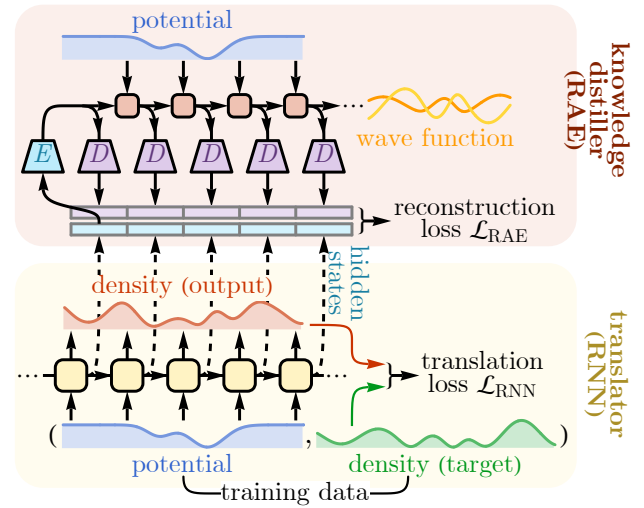 potential
knowledge
distiller
(RAE)
...
wave function
E D D D D D
reconstruction
loss ℒ_RAE
hidden
states
density (output)
translation
loss ℒ_RNN
translator
(RNN)
... ...
( , )
potential
density (target)
training data